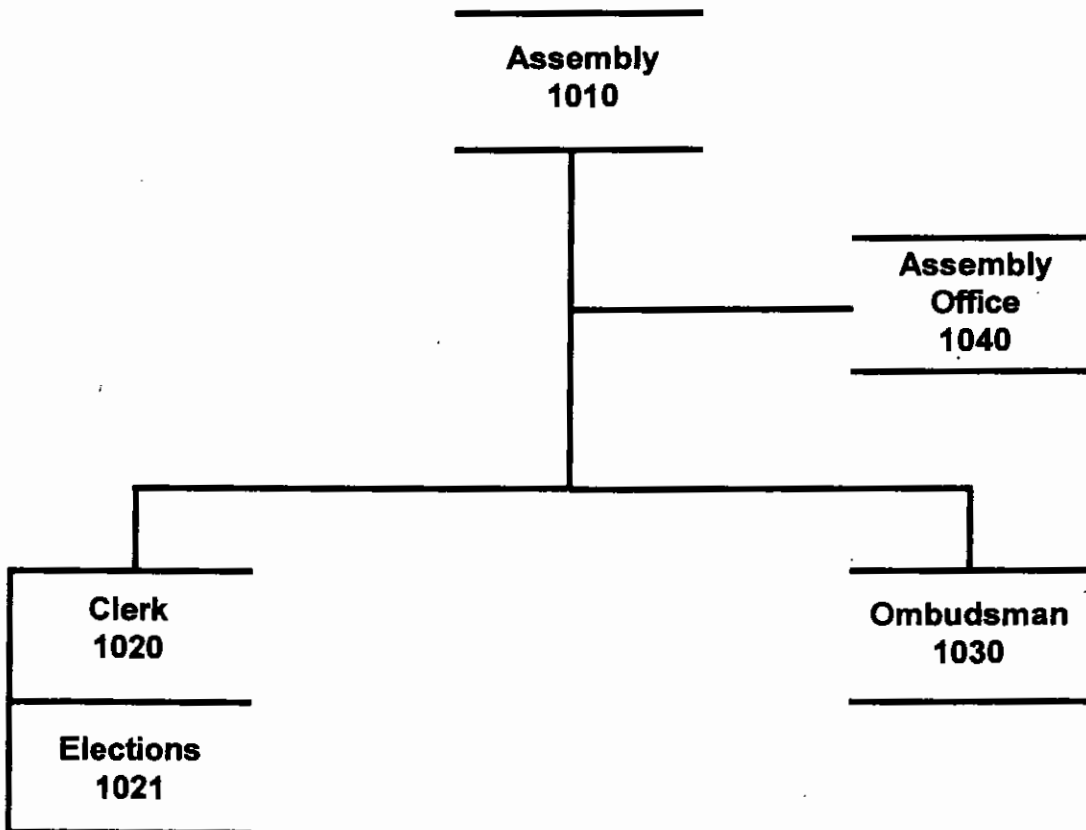 Assembly
1010
Assembly
Office
1040
Clerk
1020
Ombudsman
1030
Elections
1021